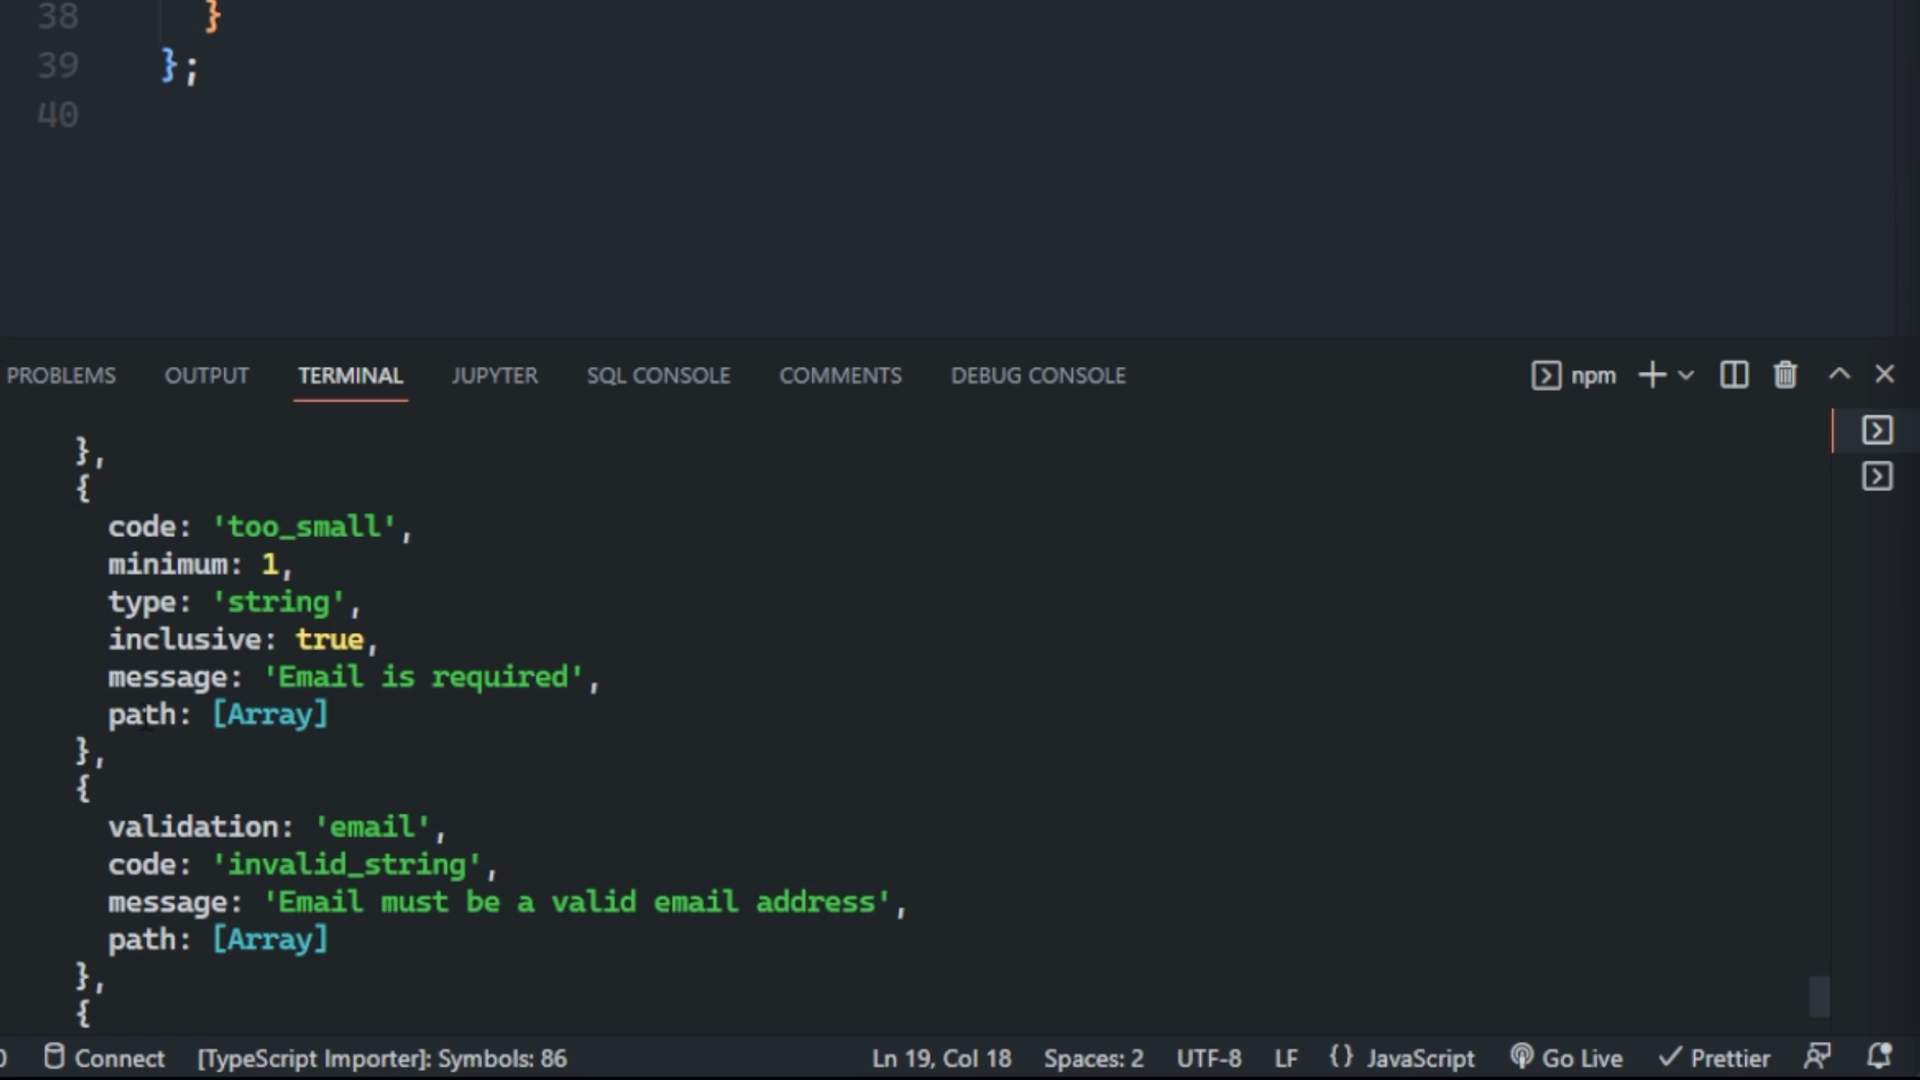 38 }
39 };
40
PROBLEMS OUTPUT TERMINAL JUPYTER SQL CONSOLE COMMENTS DEBUG CONSOLE npm
},
{
code: 'too_small',
minimum: 1,
type: 'string',
inclusive: true,
message: 'Email is required',
path: [Array]
},
{
validation: 'email',
code: 'invalid_string',
message: 'Email must be a valid email address',
path: [Array]
},
{
0 Connect [TypeScript Importer]: Symbols: 86 Ln 19, Col 18 Spaces: 2 UTF-8 LF {} JavaScript Go Live Prettier